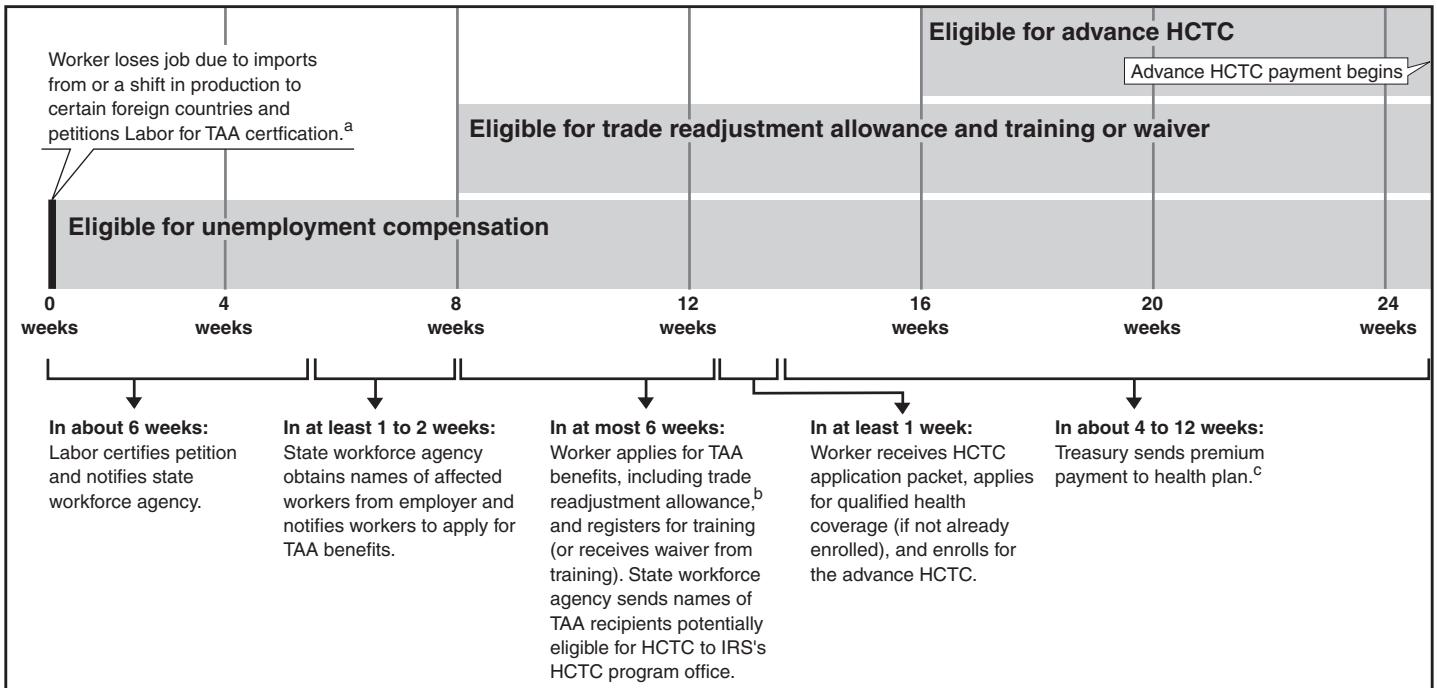 Eligible for advance HCTC
Advance HCTC payment begins
Worker loses job due to imports
from or a shift in production to
certain foreign countries and
petitions Labor for TAA certfication.a
Eligible for trade readjustment allowance and training or waiver
Eligible for unemployment compensation
0 weeks
4 weeks
8 weeks
12 weeks
16 weeks
20 weeks
24 weeks
In about 6 weeks:
Labor certifies petition
and notifies state
workforce agency.
In at least 1 to 2 weeks:
State workforce agency
obtains names of affected
workers from employer and
notifies workers to apply for
TAA benefits.
In at most 6 weeks:
Worker applies for TAA
benefits, including trade
readjustment allowance,b
and registers for training
(or receives waiver from
training). State workforce
agency sends names of
TAA recipients potentially
eligible for HCTC to IRS's
HCTC program office.
In at least 1 week:
Worker receives HCTC
application packet, applies
for qualified health
coverage (if not already
enrolled), and enrolls for
the advance HCTC.
In about 4 to 12 weeks:
Treasury sends premium
payment to health plan.c